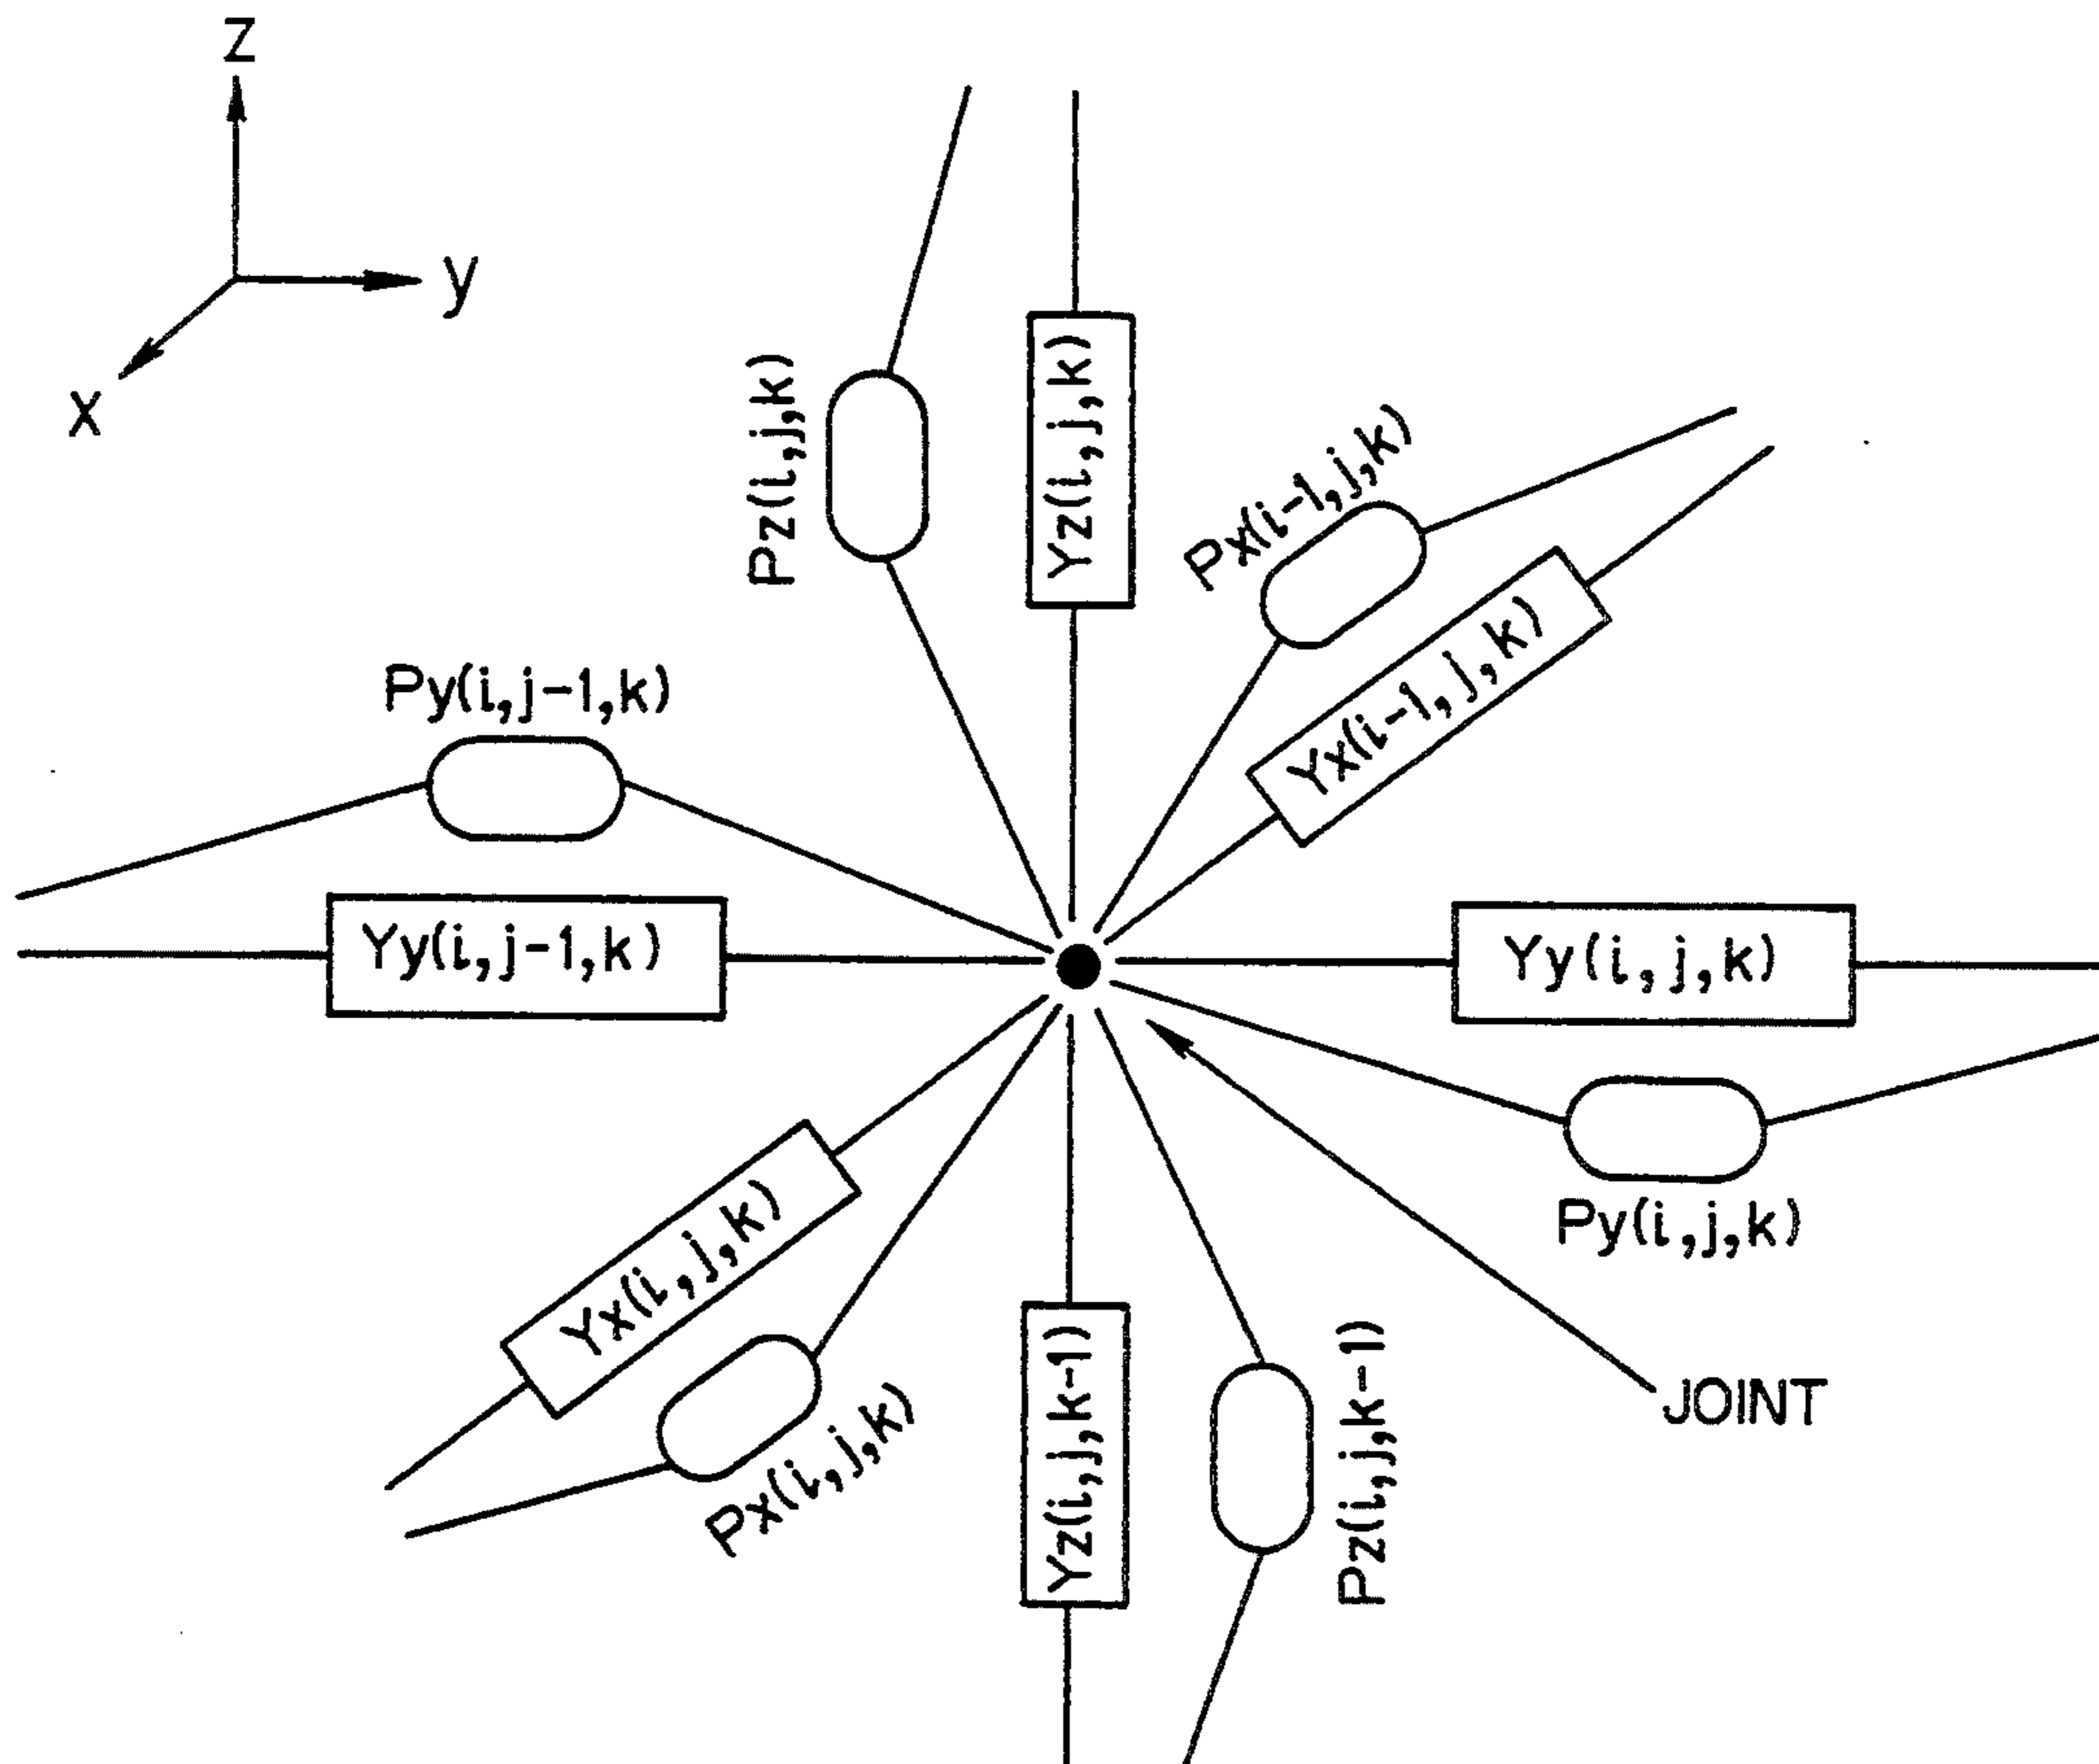 z
y
x
Pz(i,j,k)
Yz(i,j,k)
Px(i-1,j,k)
Yx(i-1,j,k)
Py(i,j-1,k)
Yy(i,j-1,k)
Yy(i,j,k)
Py(i,j,k)
Yx(i,j,k)
Px(i,j,k)
Yz(i,j,k-1)
Pz(i,j,k-1)
JOINT